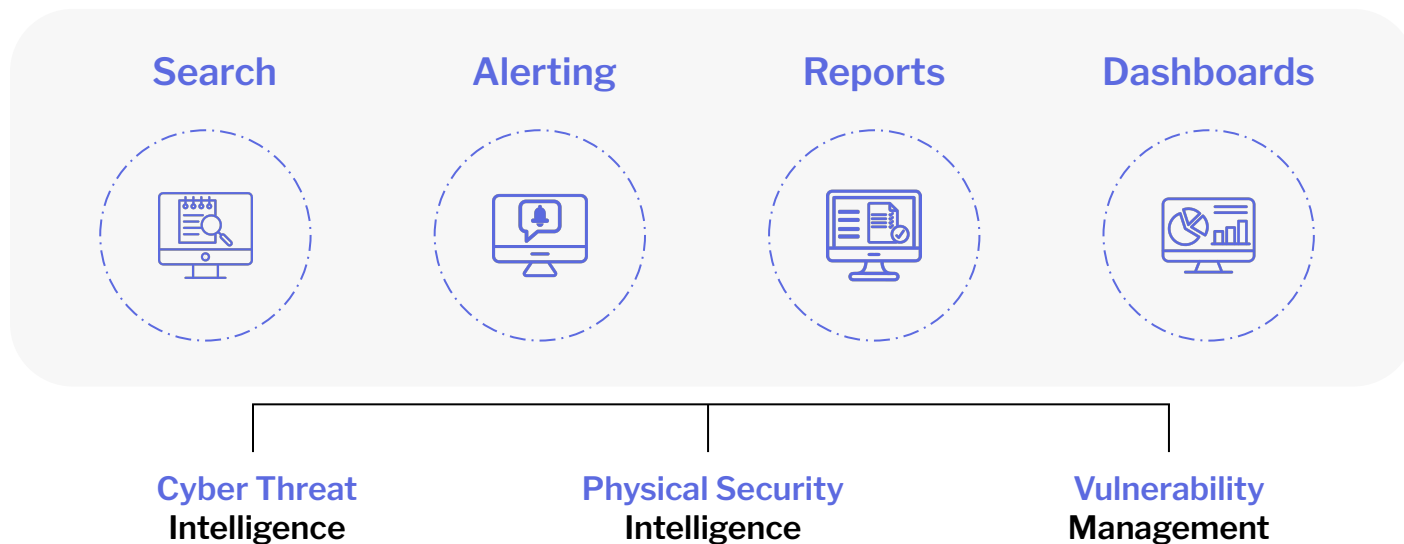 Search
Alerting
Reports
Dashboards
Cyber Threat
Intelligence
Physical Security
Intelligence
Vulnerability
Management